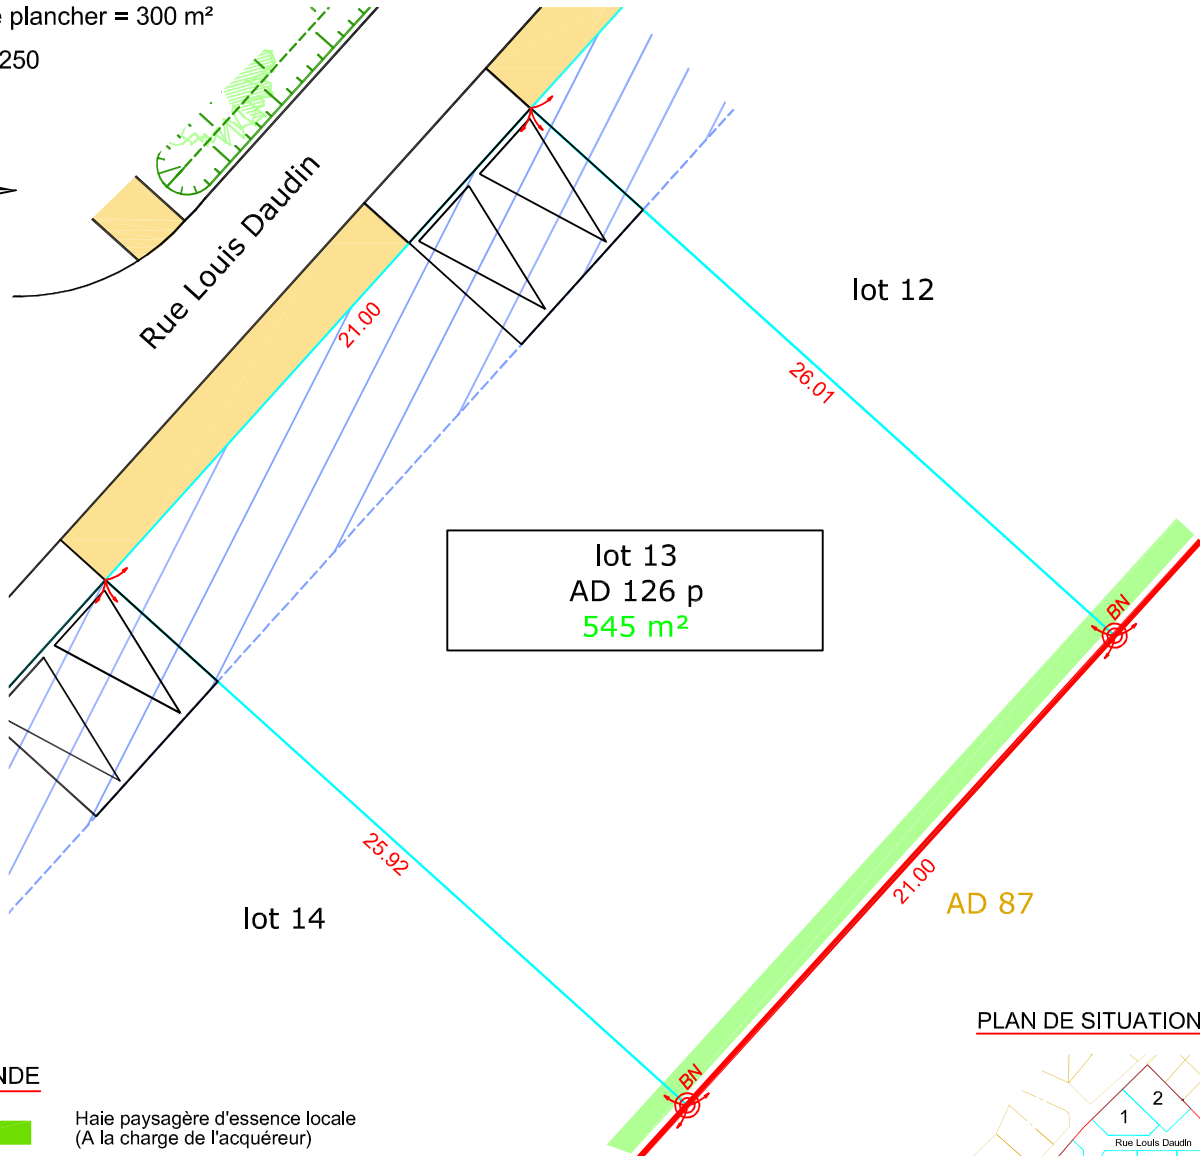 plancher = 300 m²
250
Rue Louis Daudin
21.00
lot 12
26.01
lot 13
AD 126 p
545 m²
BN
25.92
21.00
AD 87
lot 14
BN
PLAN DE SITUATION
NDE
Haie paysagère d'essence locale
(A la charge de l'acquéreur)
1
2
Rue Louis Daudin